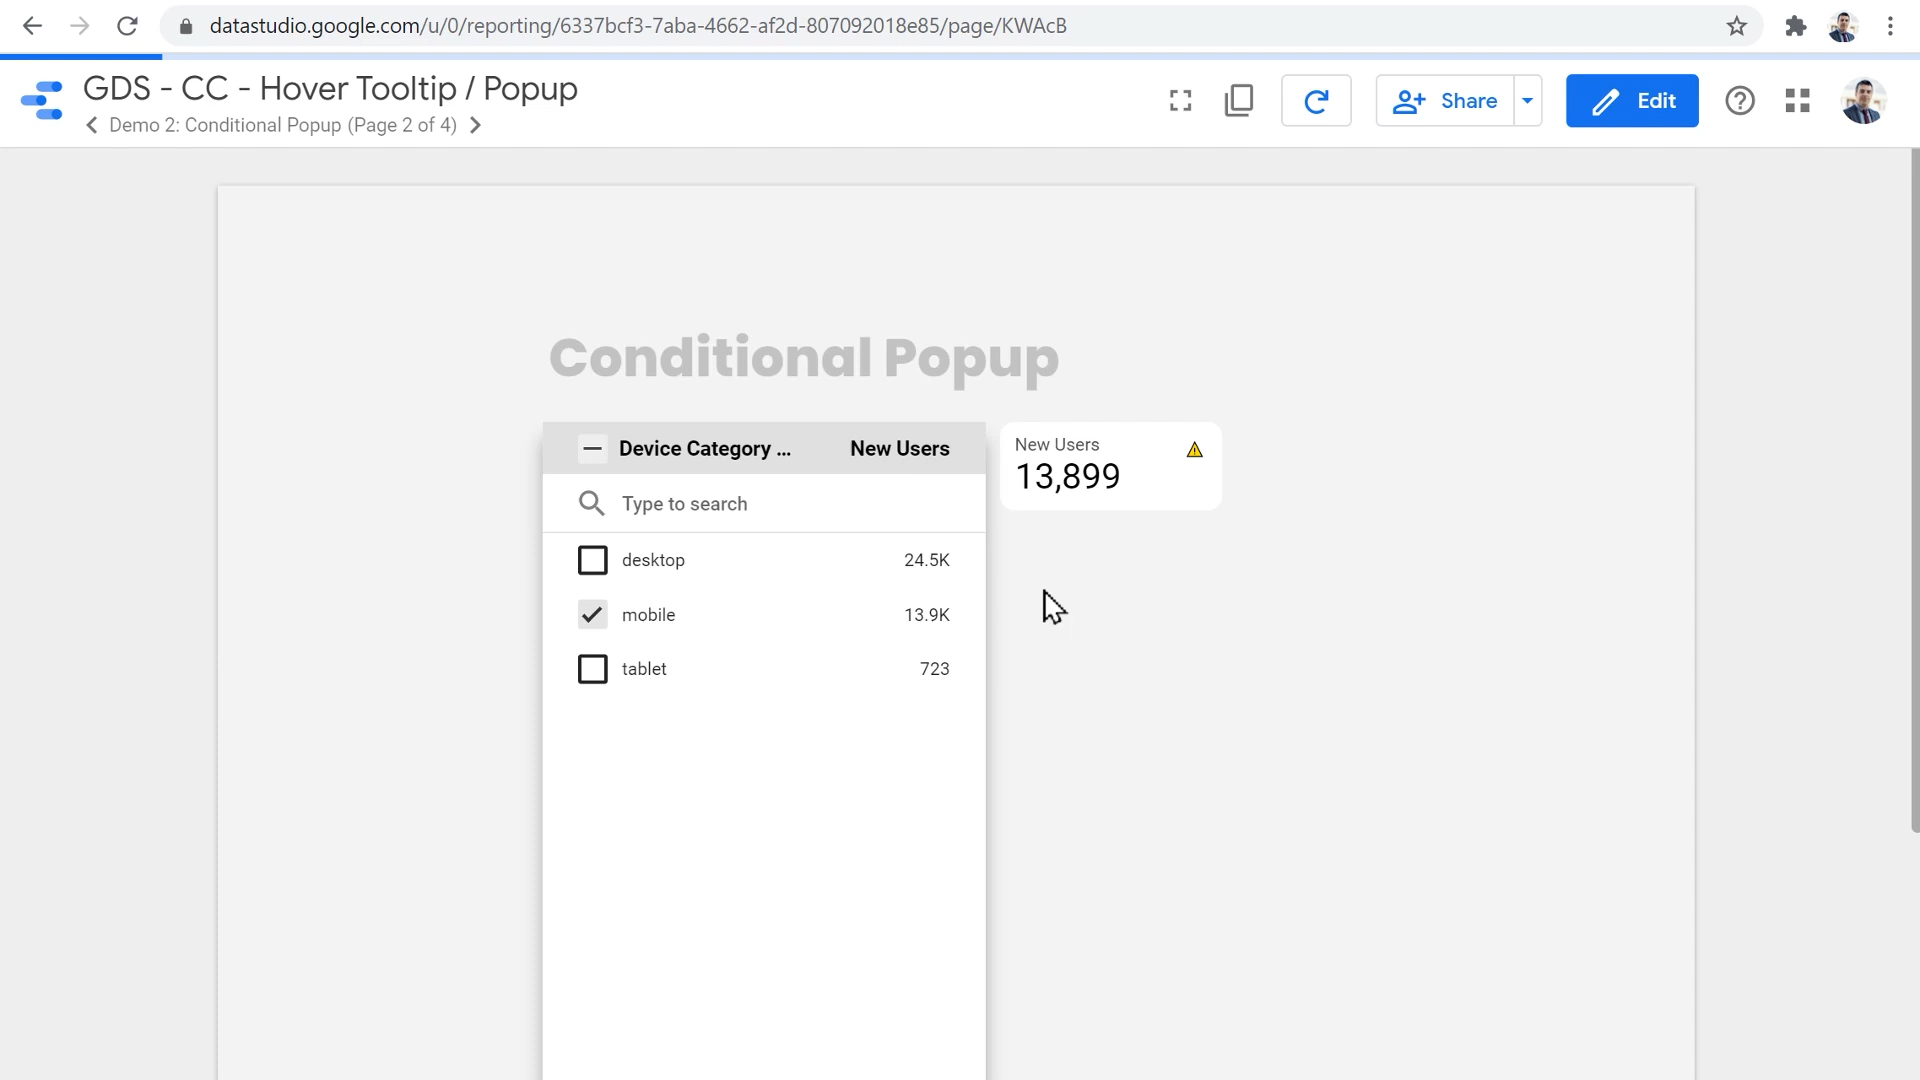 datastudio.google.com/u/0/reporting/6337bcf3-7aba-4662-af2d-807092018e85/page/KWAcB
GDS - CC - Hover Tooltip / Popup
Demo 2: Conditional Popup (Page 2 of 4)
Share
Edit
Conditional Popup
Device Category ... New Users
Type to search
desktop 24.5K
mobile 13.9K
tablet 723
New Users
13,899